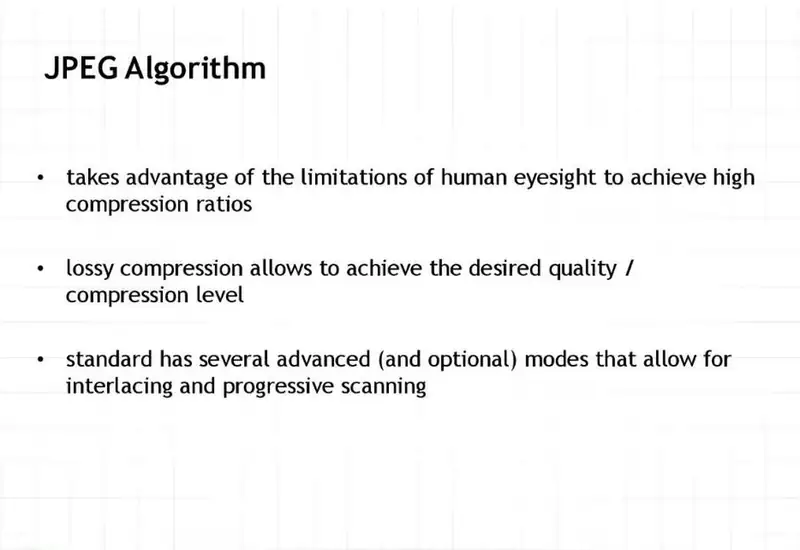 JPEG Algorithm
• takes advantage of the limitations of human eyesight to achieve high
compression ratios
• lossy compression allows to achieve the desired quality /
compression level
• standard has several advanced (and optional) modes that allow for
interlacing and progressive scanning